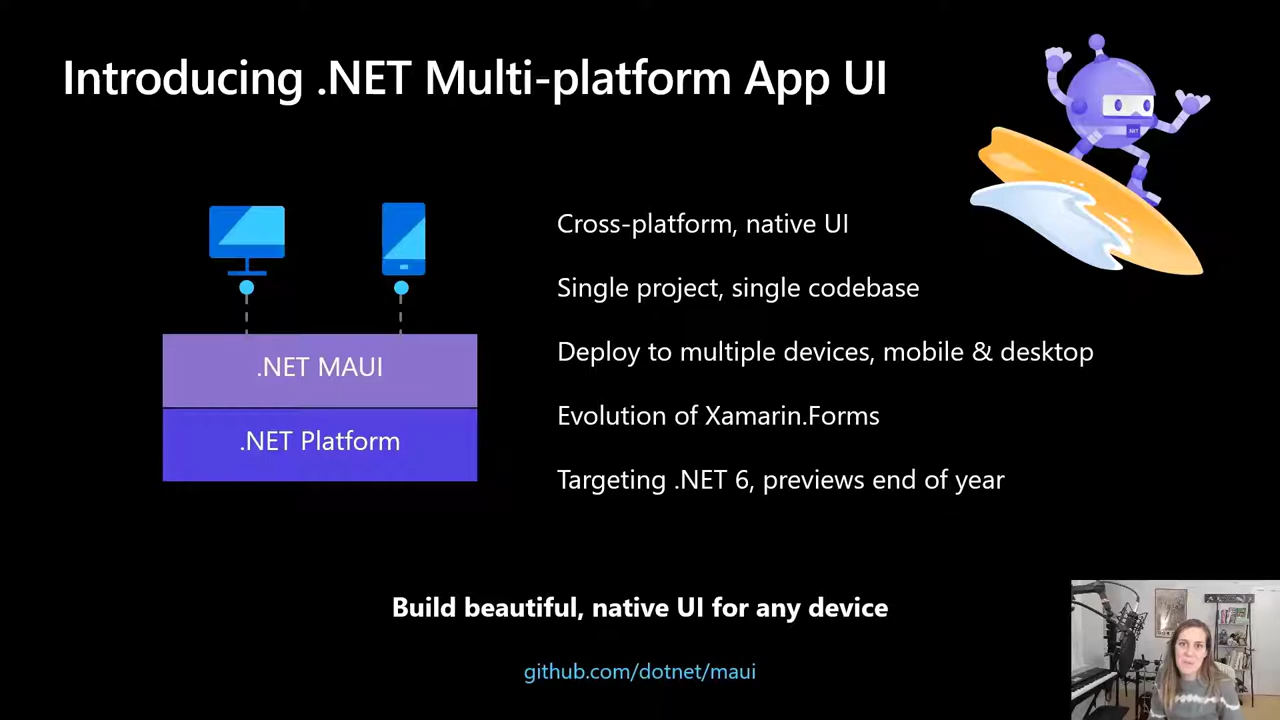 Introducing .NET Multi-platform App UI
.NET
Cross-platform, native UI
Single project, single codebase
Deploy to multiple devices, mobile & desktop
Evolution of Xamarin.Forms
Targeting .NET 6, previews end of year
.NET MAUI
.NET Platform
Build beautiful, native UI for any device
github.com/dotnet/maui